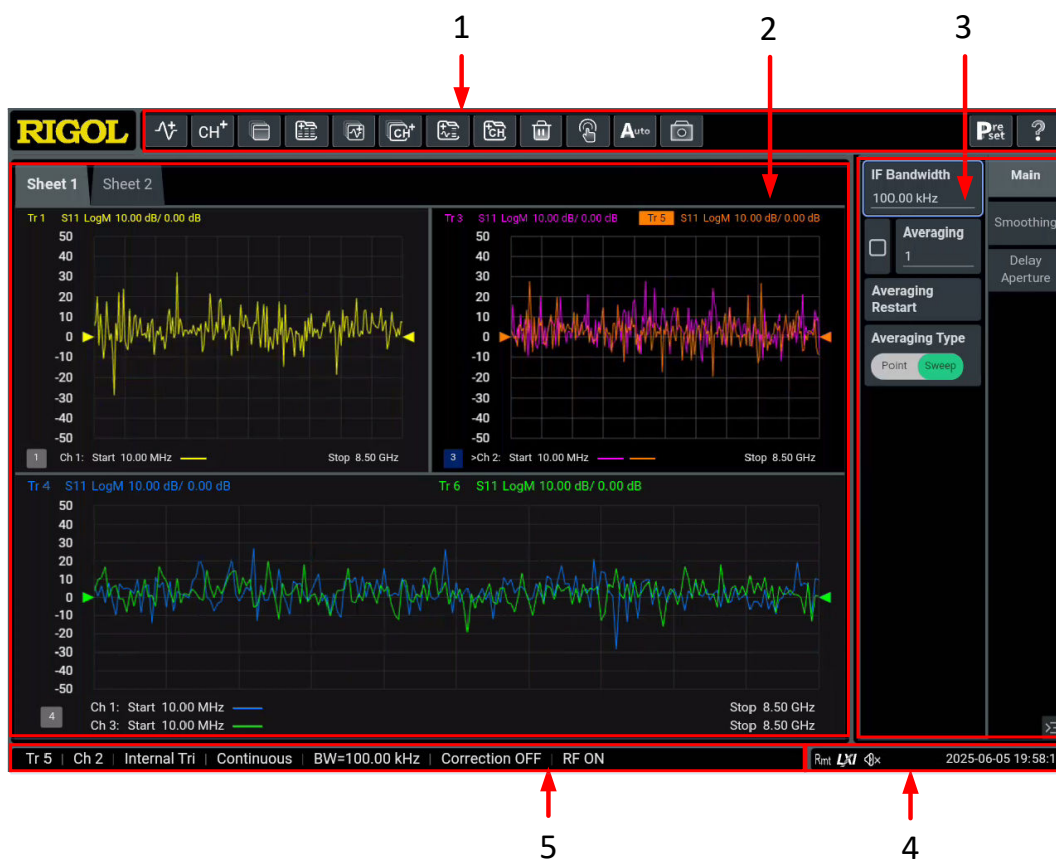 1 2 3
RIGOL CH+ CH+ CH Auto Preset ?
Sheet 1 Sheet 2
Tr 1 S11 LogM 10.00 dB/ 0.00 dB
50
40
30
20
10
0
-10
-20
-30
-40
-50
1 Ch 1: Start 10.00 MHz Stop 8.50 GHz
Tr 3 S11 LogM 10.00 dB/ 0.00 dB Tr 5 S11 LogM 10.00 dB/ 0.00 dB
50
40
30
20
10
0
-10
-20
-30
-40
-50
3 >Ch 2: Start 10.00 MHz Stop 8.50 GHz
Tr 4 S11 LogM 10.00 dB/ 0.00 dB Tr 6 S11 LogM 10.00 dB/ 0.00 dB
50
40
30
20
10
0
-10
-20
-30
-40
-50
4
Ch 1: Start 10.00 MHz Stop 8.50 GHz
Ch 3: Start 10.00 MHz Stop 8.50 GHz
IF Bandwidth
100.00 kHz
Averaging
1
Averaging
Restart
Averaging Type
Point Sweep
Main
Smoothing
Delay
Aperture
Tr 5 | Ch 2 | Internal Tri | Continuous | BW=100.00 kHz | Correction OFF | RF ON
Rmt LXI 2025-06-05 19:58:1
5 4